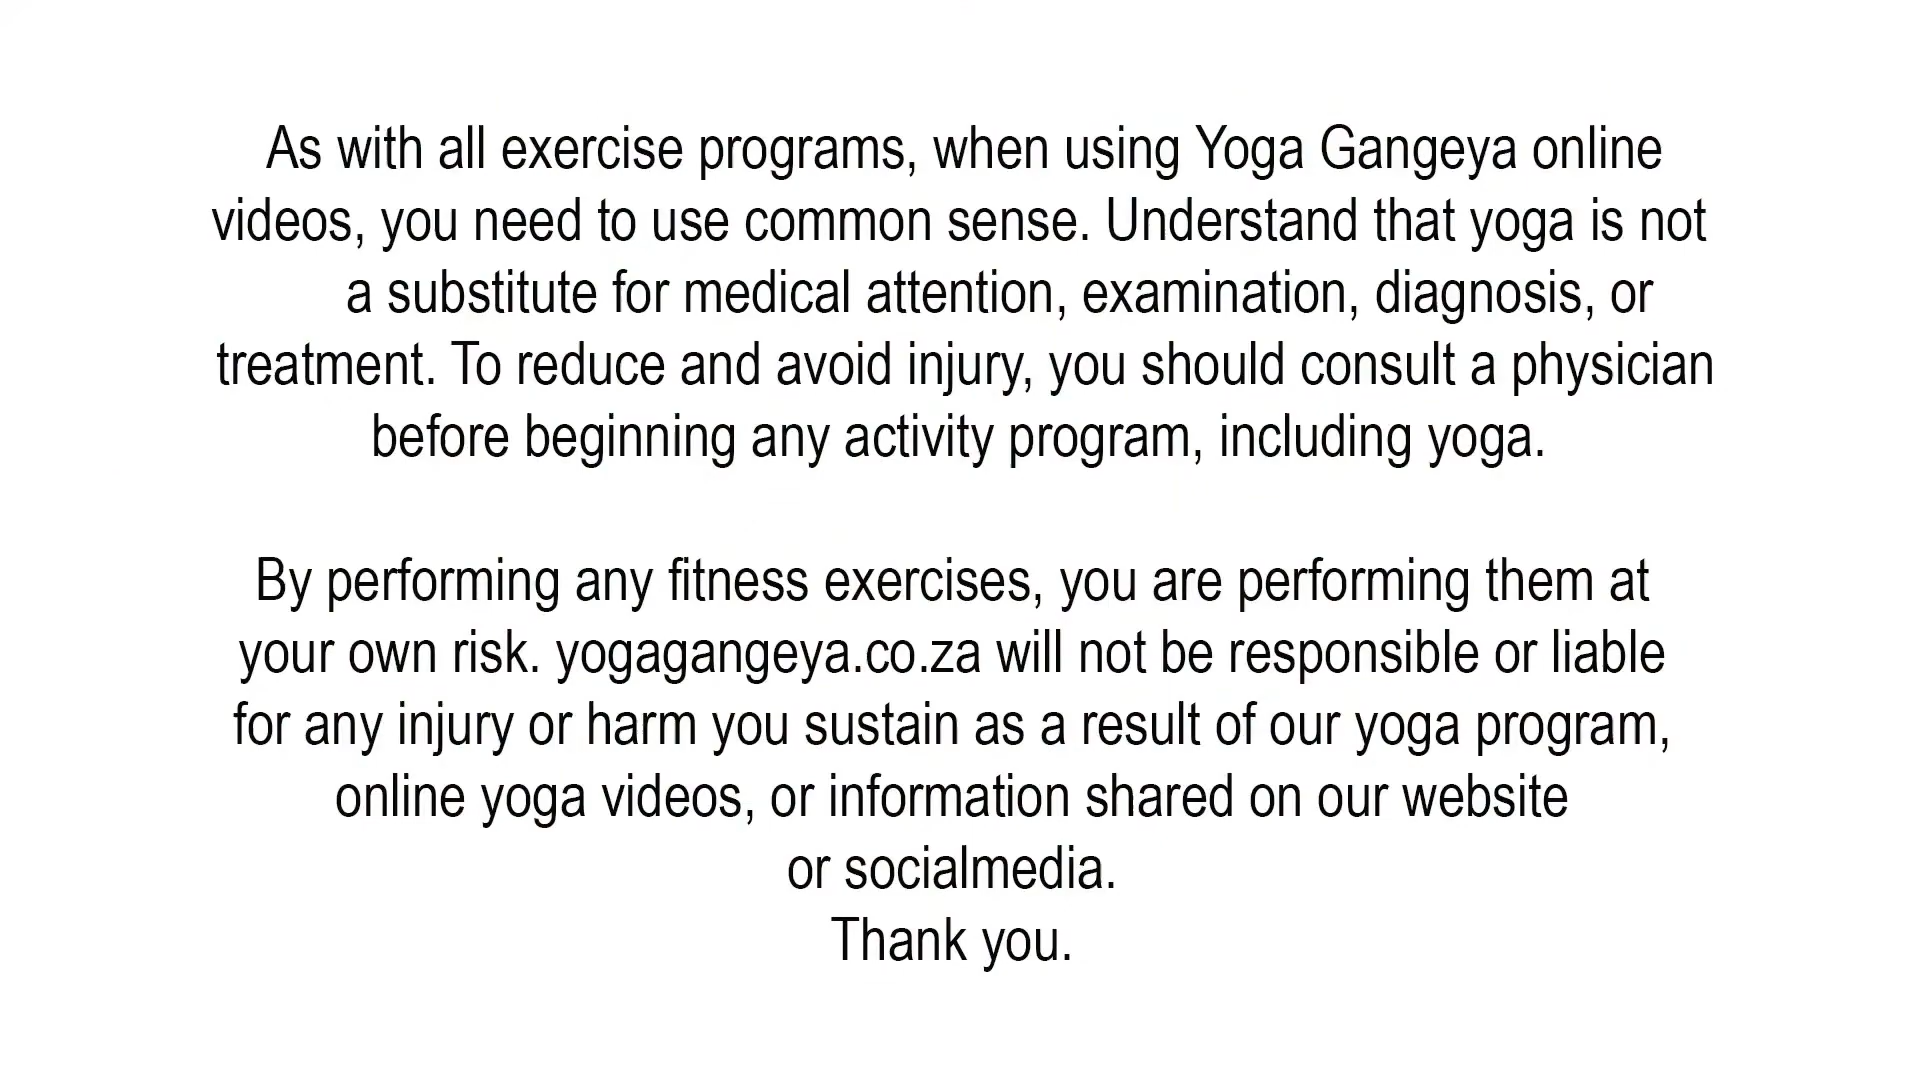 As with all exercise programs, when using Yoga Gangeya online
videos, you need to use common sense. Understand that yoga is not
a substitute for medical attention, examination, diagnosis, or
treatment. To reduce and avoid injury, you should consult a physician
before beginning any activity program, including yoga.
By performing any fitness exercises, you are performing them at
your own risk. yogagangeya.co.za will not be responsible or liable
for any injury or harm you sustain as a result of our yoga program,
online yoga videos, or information shared on our website
or socialmedia.
Thank you.